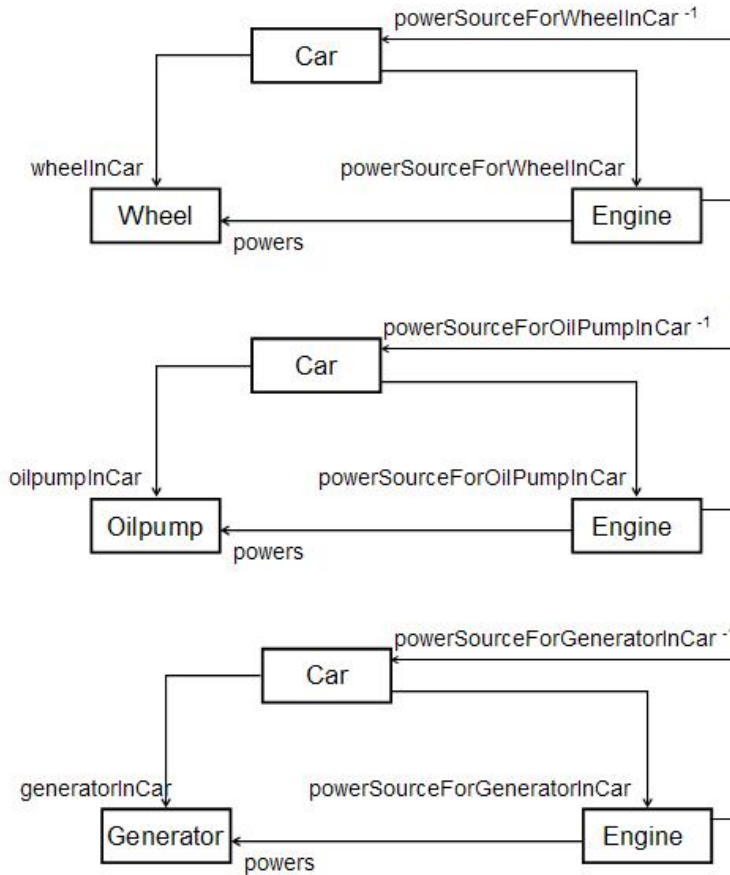 powerSourceForWheelInCar -1
Car
wheelInCar
powerSourceForWheelInCar
Wheel
Engine
powers
powerSourceForOilPumpInCar -1
Car
oilpumpInCar
powerSourceForOilPumpInCar
Oilpump
Engine
powers
powerSourceForGeneratorInCar -1
Car
generatorInCar
powerSourceForGeneratorInCar
Generator
Engine
powers